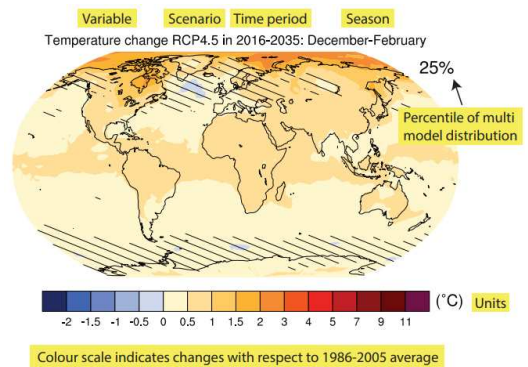 Variable Scenario Time period Season
Temperature change RCP4.5 in 2016-2035: December-February
25%
Percentile of multi
model distribution
(˚C) Units
-2 -1.5 -1 -0.5 0 0.5 1 1.5 2 3 4 5 7 9 11
Colour scale indicates changes with respect to 1986-2005 average